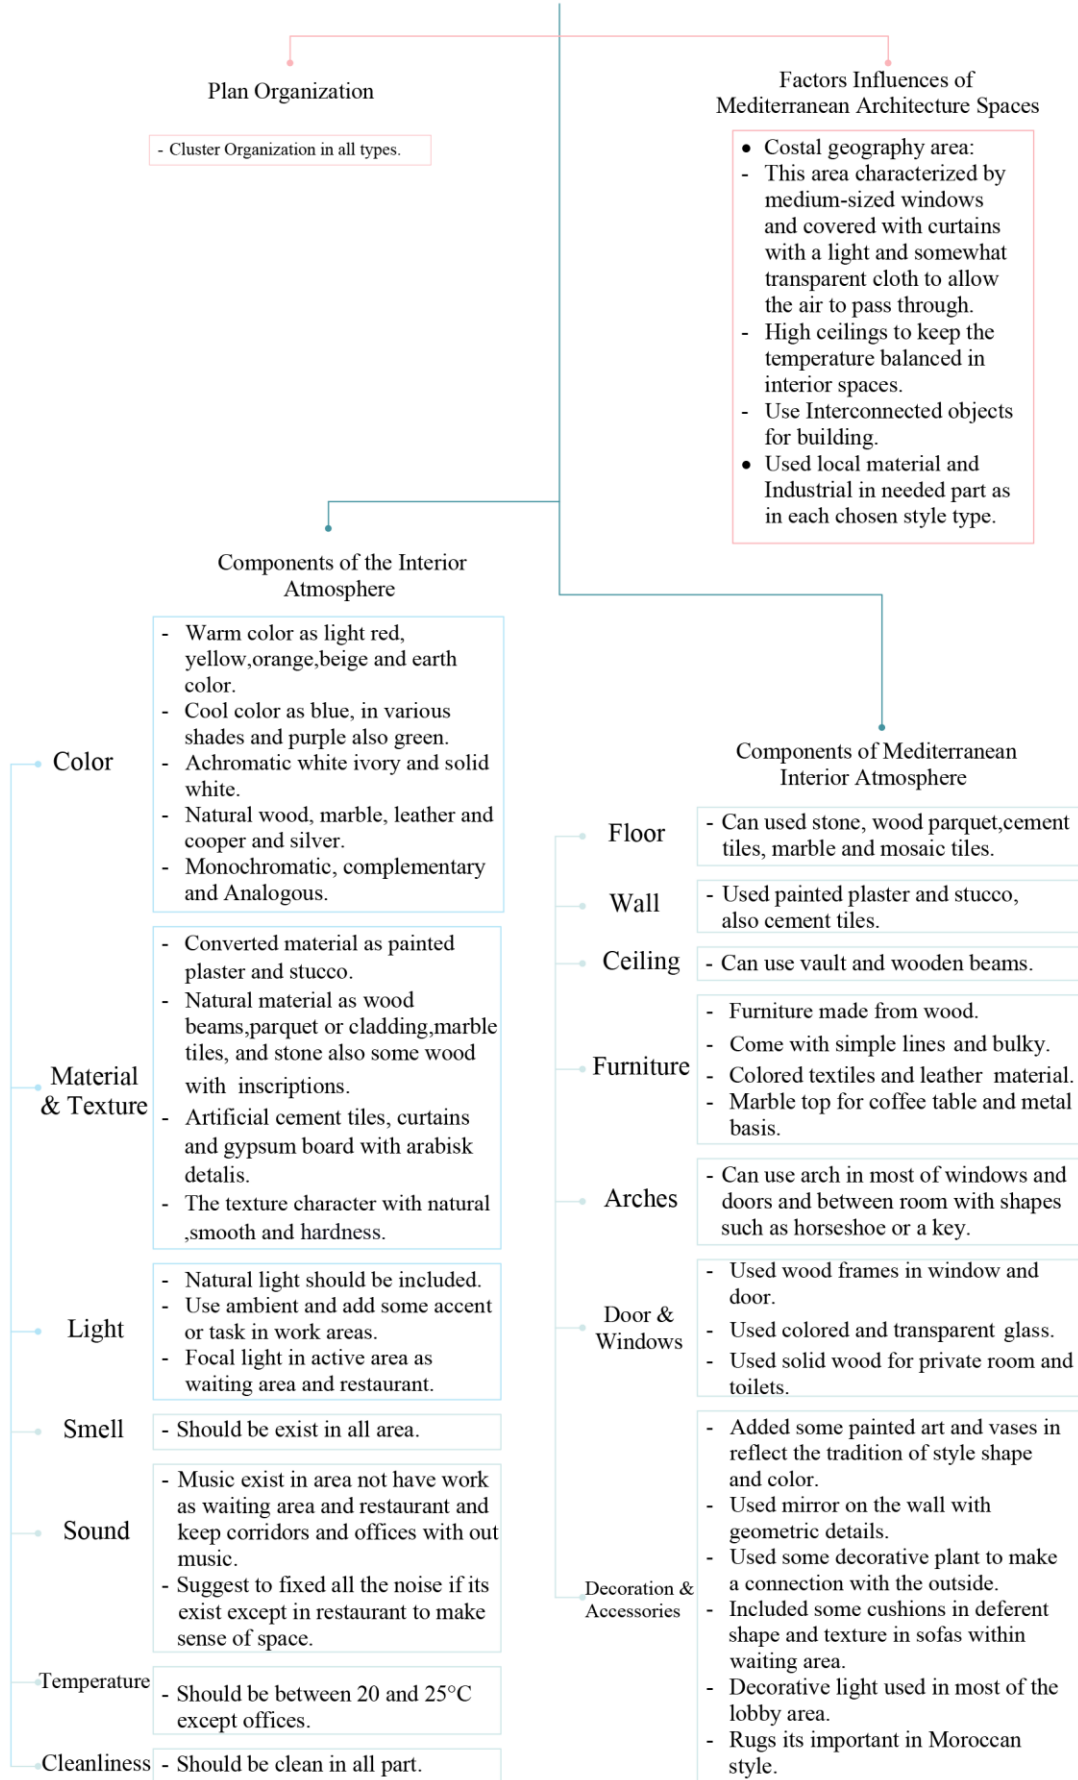 Plan Organization
- Cluster Organization in all types.
Factors Influences of
Mediterranean Architecture Spaces
• Costal geography area:
- This area characterized by
medium-sized windows
and covered with curtains
with a light and somewhat
transparent cloth to allow
the air to pass through.
- High ceilings to keep the
temperature balanced in
interior spaces.
- Use Interconnected objects
for building.
• Used local material and
Industrial in needed part as
in each chosen style type.
Components of the Interior
Atmosphere
Color
- Warm color as light red,
yellow,orange,beige and earth
color.
- Cool color as blue, in various
shades and purple also green.
- Achromatic white ivory and solid
white.
- Natural wood, marble, leather and
cooper and silver.
- Monochromatic, complementary
and Analogous.
Material
& Texture
- Converted material as painted
plaster and stucco.
- Natural material as wood
beams,parquet or cladding,marble
tiles, and stone also some wood
with inscriptions.
- Artificial cement tiles, curtains
and gypsum board with arabisk
detalis.
- The texture character with natural
,smooth and hardness.
Light
- Natural light should be included.
- Use ambient and add some accent
or task in work areas.
- Focal light in active area as
waiting area and restaurant.
Smell
- Should be exist in all area.
Sound
- Music exist in area not have work
as waiting area and restaurant and
keep corridors and offices with out
music.
- Suggest to fixed all the noise if its
exist except in restaurant to make
sense of space.
Temperature
- Should be between 20 and 25°C
except offices.
Cleanliness
- Should be clean in all part.
Components of Mediterranean
Interior Atmosphere
Floor
- Can used stone, wood parquet,cement
tiles, marble and mosaic tiles.
Wall
- Used painted plaster and stucco,
also cement tiles.
Ceiling
- Can use vault and wooden beams.
Furniture
- Furniture made from wood.
- Come with simple lines and bulky.
- Colored textiles and leather material.
- Marble top for coffee table and metal
basis.
Arches
- Can use arch in most of windows and
doors and between room with shapes
such as horseshoe or a key.
Door &
Windows
- Used wood frames in window and
door.
- Used colored and transparent glass.
- Used solid wood for private room and
toilets.
Decoration &
Accessories
- Added some painted art and vases in
reflect the tradition of style shape
and color.
- Used mirror on the wall with
geometric details.
- Used some decorative plant to make
a connection with the outside.
- Included some cushions in deferent
shape and texture in sofas within
waiting area.
- Decorative light used in most of the
lobby area.
- Rugs its important in Moroccan
style.